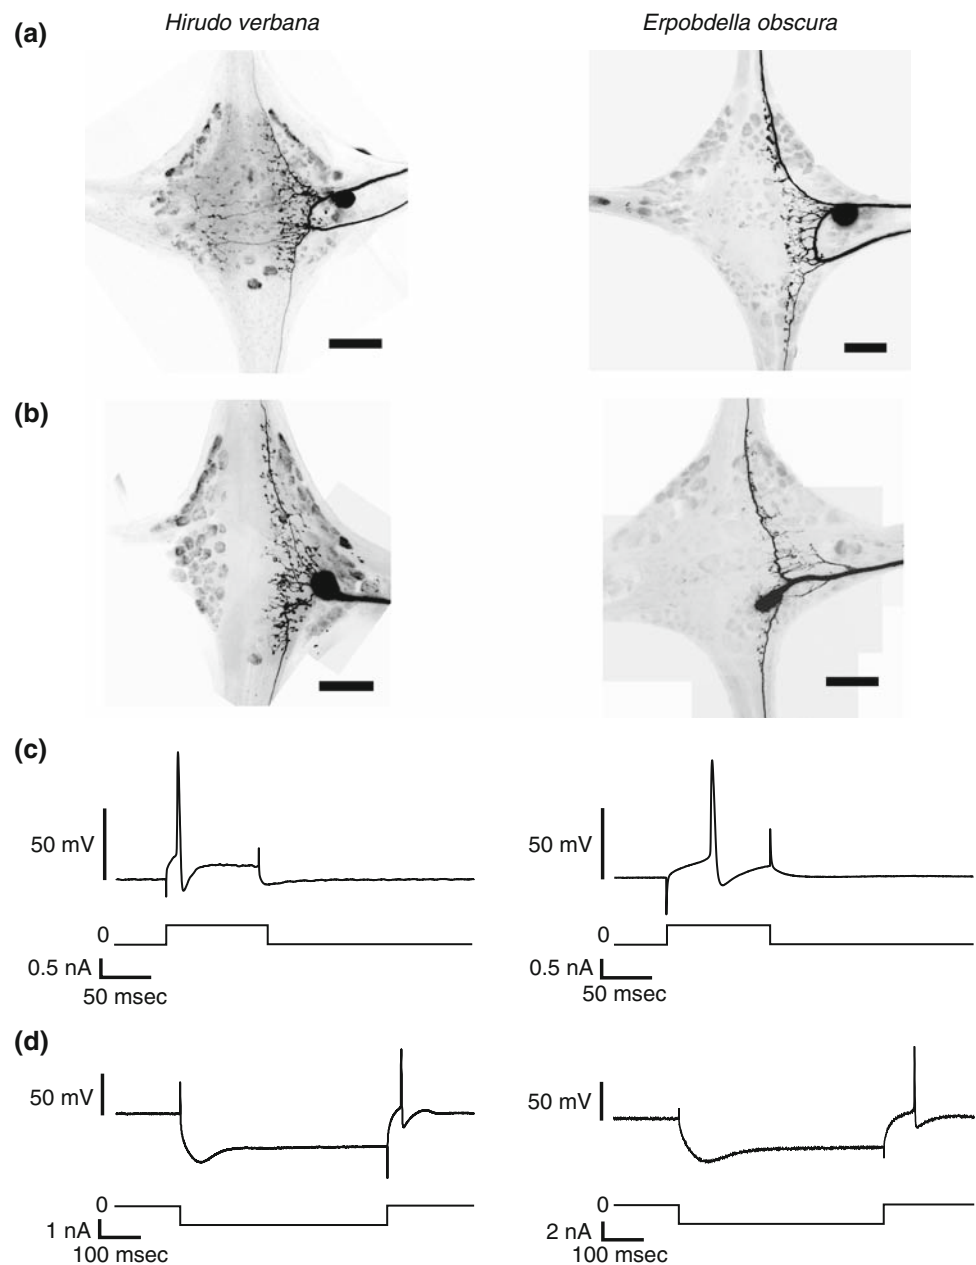 Hirudo verbana
Erpobdella obscura
(a)
(b)
(c)
50 mV
50 mV
0
0
0.5 nA
50 msec
0.5 nA
50 msec
(d)
50 mV
50 mV
0
0
1 nA
100 msec
2 nA
100 msec